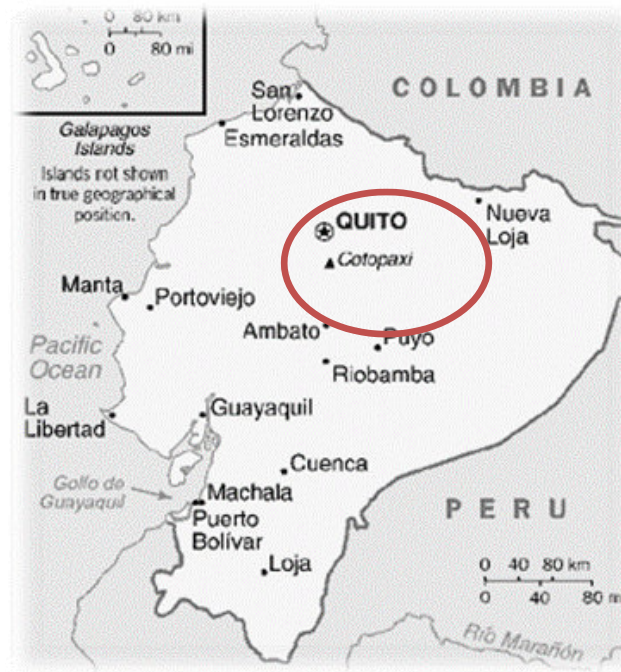 0 80 km
0 80 mi
Galapagos
Islands
Islands not shown
in true geographical
position.
San
Lorenzo
Esmeraldas
COLOMBIA
QUITO
Cotopaxi
Nueva
Loja
Manta
Portoviejo
Ambato
Puyo
Riobamba
Pacific
Ocean
La
Libertad
Guayaquil
Cuenca
Golfo de
Guayaquil
Machala
Puerto
Bolívar
Loja
PERU
0 40 80 km
0 40 80 mi
Río Marañón